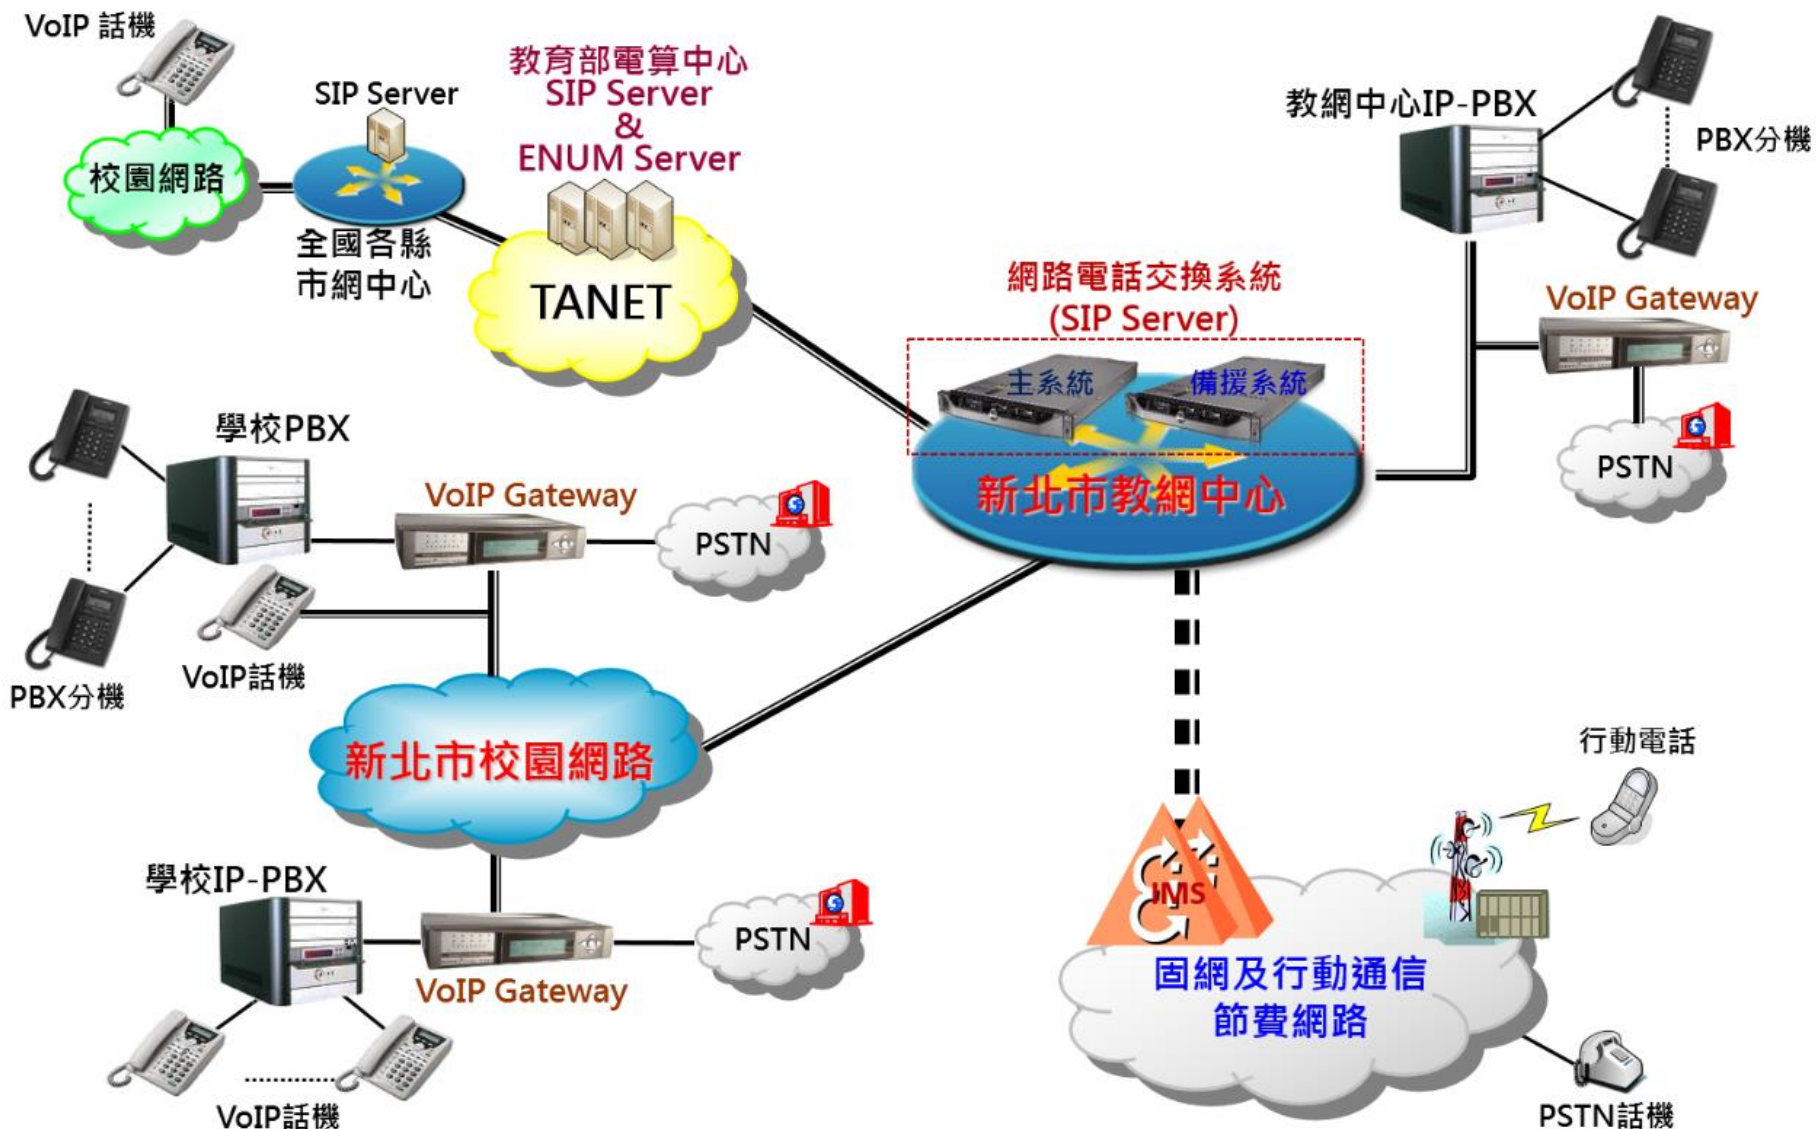 VoIP 話機
校園網路
SIP Server
全國各縣
市網中心
教育部電算中心
SIP Server
&
ENUM Server
TANET
網路電話交換系統
(SIP Server)
主系統
備援系統
新北市教網中心
教網中心IP-PBX
PBX分機
VoIP Gateway
PSTN
學校PBX
VoIP Gateway
PSTN
VoIP話機
PBX分機
新北市校園網路
學校IP-PBX
VoIP Gateway
PSTN
VoIP話機
行動電話
IMS
固網及行動通信
節費網路
PSTN話機